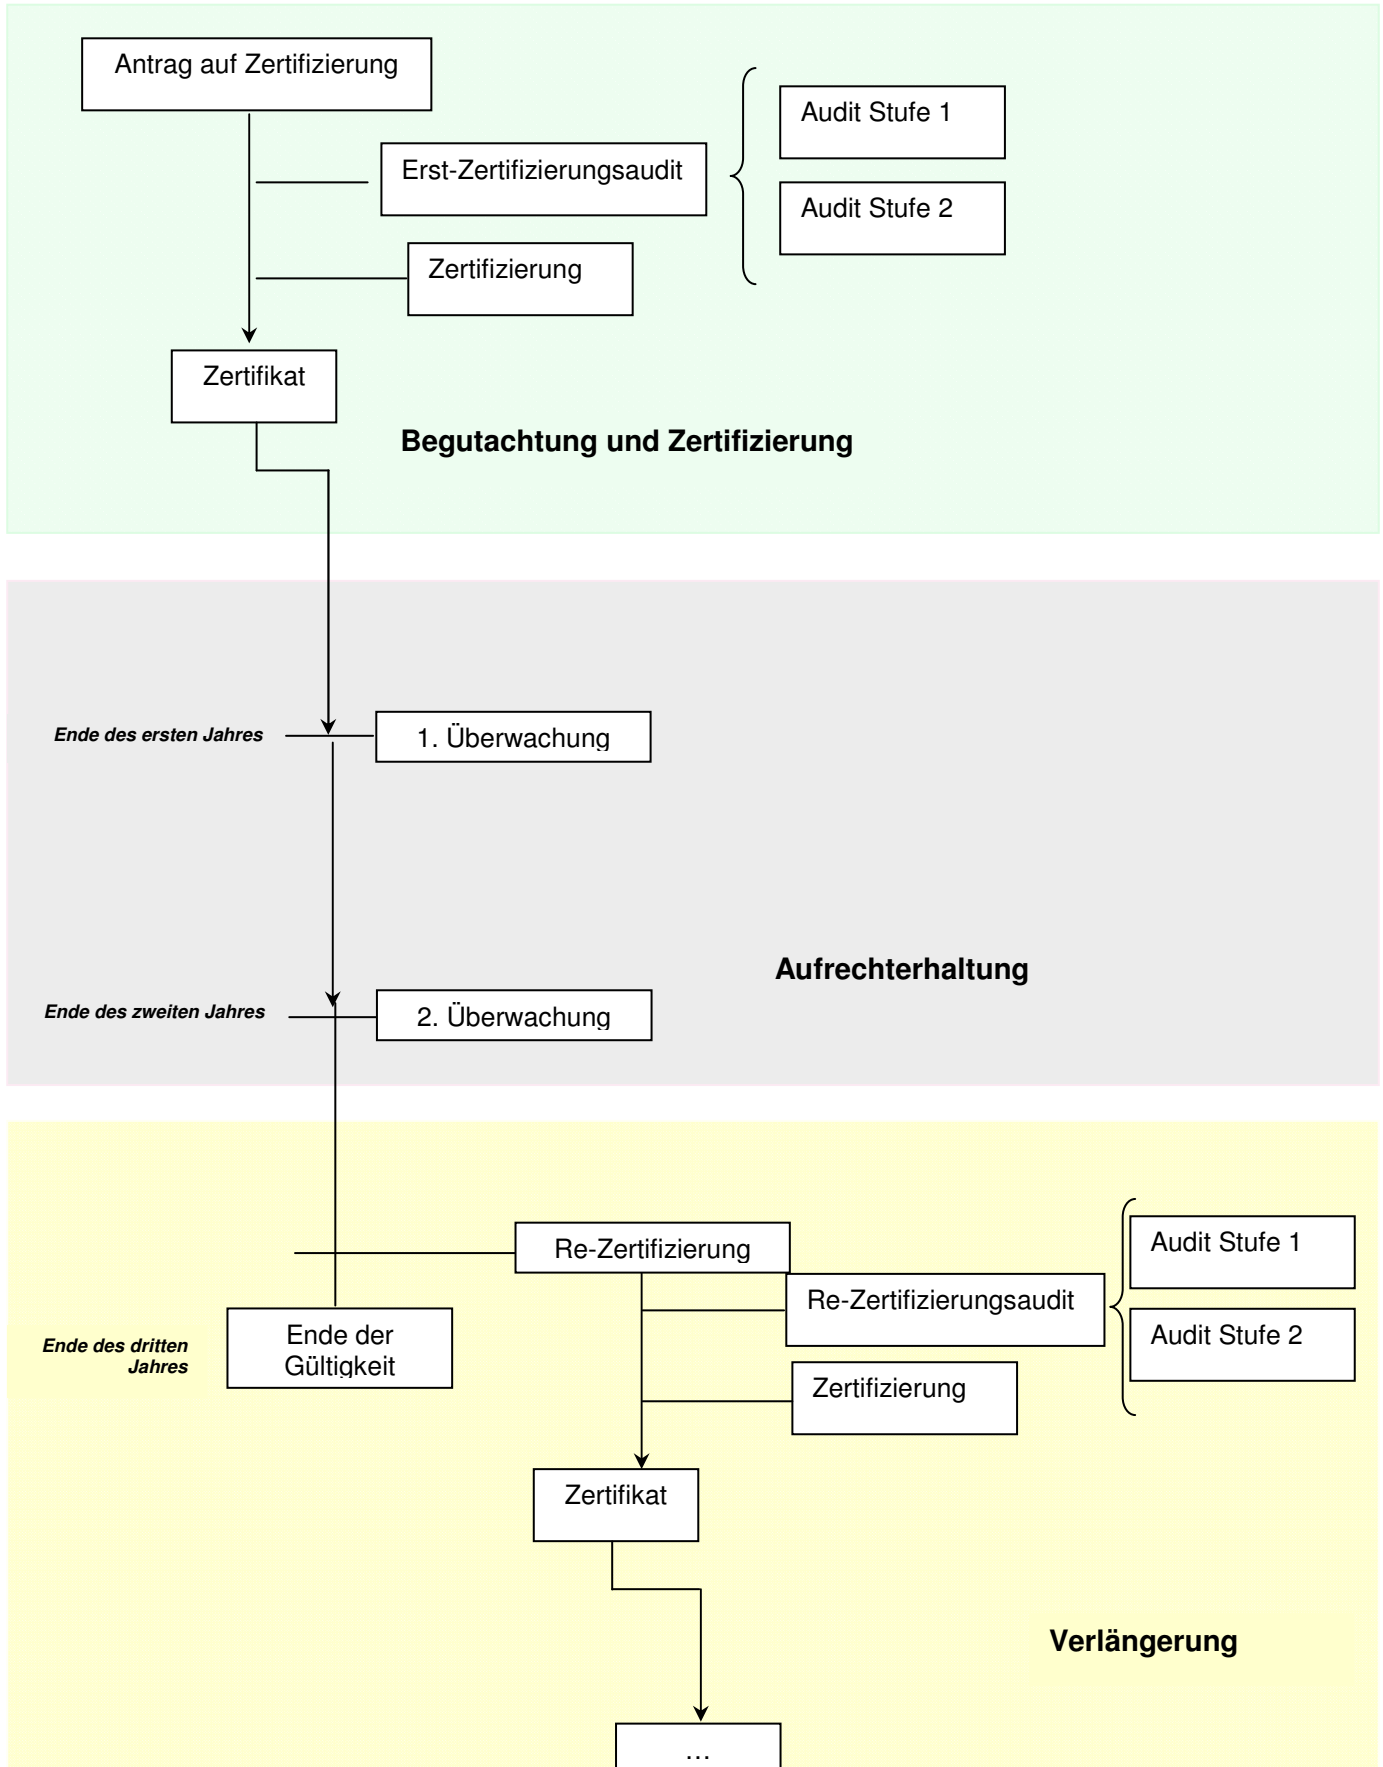 Antrag auf Zertifizierung
Audit Stufe 1
Erst-Zertifizierungsaudit
Audit Stufe 2
Zertifizierung
Zertifikat
Begutachtung und Zertifizierung
Ende des ersten Jahres
1. Überwachung
Aufrechterhaltung
Ende des zweiten Jahres
2. Überwachung
Re-Zertifizierung
Audit Stufe 1
Re-Zertifizierungsaudit
Audit Stufe 2
Ende des dritten
Jahres
Ende der
Gültigkeit
Zertifizierung
Zertifikat
Verlängerung
...